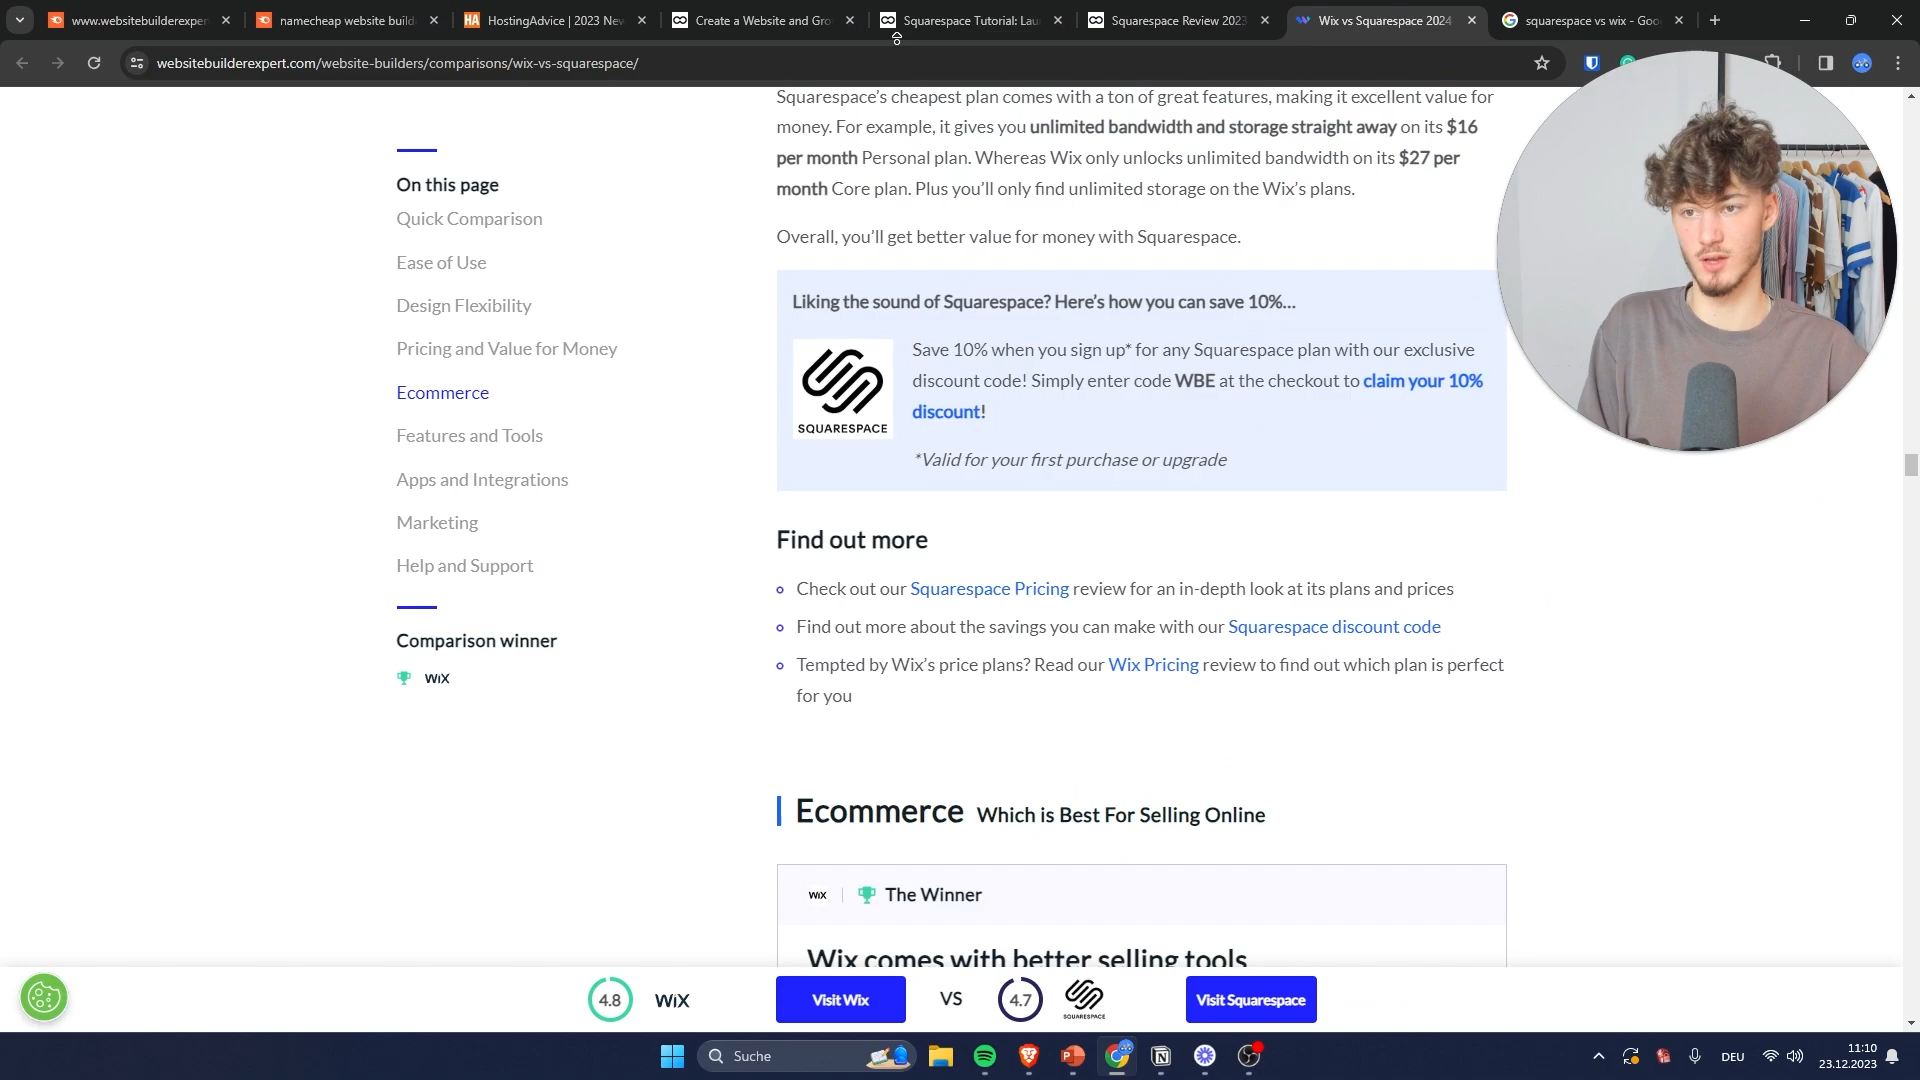 www.websitebuilderexper
namecheap website build
HostingAdvice | 2023 Nev
Create a Website and Gro
Squarespace Tutorial: Lau
Squarespace Review 2023
Wix vs Squarespace 2024
squarespace vs wix - Goo
websitebuilderexpert.com/website-builders/comparisons/wix-vs-squarespace/
On this page
Quick Comparison
Ease of Use
Design Flexibility
Pricing and Value for Money
Ecommerce
Features and Tools
Apps and Integrations
Marketing
Help and Support
Comparison winner
WiX
Squarespace's cheapest plan comes with a ton of great features, making it excellent value for
money. For example, it gives you unlimited bandwidth and storage straight away on its $16
per month Personal plan. Whereas Wix only unlocks unlimited bandwidth on its $27 per
month Core plan. Plus you'll only find unlimited storage on the Wix's plans.
Overall, you'll get better value for money with Squarespace.
Liking the sound of Squarespace? Here's how you can save 10%...
SQUARESPACE
Save 10% when you sign up* for any Squarespace plan with our exclusive
discount code! Simply enter code WBE at the checkout to claim your 10%
discount!
*Valid for your first purchase or upgrade
Find out more
Check out our Squarespace Pricing review for an in-depth look at its plans and prices
Find out more about the savings you can make with our Squarespace discount code
Tempted by Wix's price plans? Read our Wix Pricing review to find out which plan is perfect
for you
Ecommerce Which is Best For Selling Online
WiX The Winner
Wix comes with better selling tools
4.8 WiX Visit Wix VS 4.7 SQUARESPACE Visit Squarespace
Suche
DEU
11:10
23.12.2023